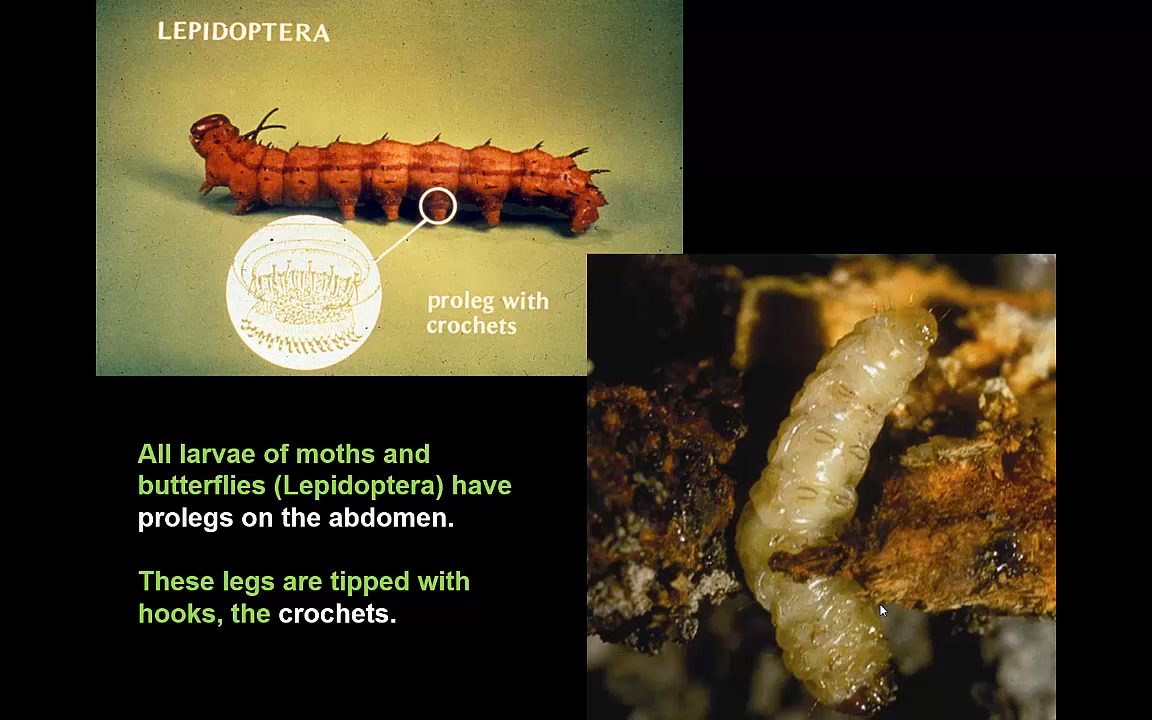 LEPIDOPTERA
proleg with
crochets
All larvae of moths and
butterflies (Lepidoptera) have
prolegs on the abdomen.
These legs are tipped with
hooks, the crochets.